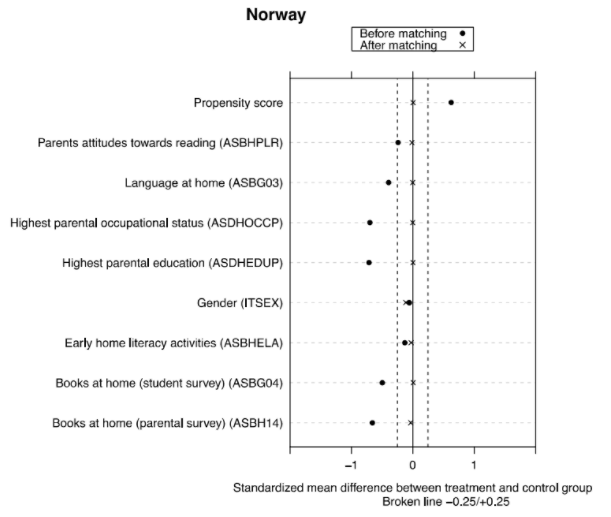 Norway
Before matching
After matching
Propensity score
Parents attitudes towards reading (ASBHPLR)
Language at home (ASBG03)
Highest parental occupational status (ASDHOCCP)
Highest parental education (ASDHEDUP)
Gender (ITSEX)
Early home literacy activities (ASBHELA)
Books at home (student survey) (ASBG04)
Books at home (parental survey) (ASBH14)
−1 0 1
Standardized mean difference between treatment and control group
Broken line −0.25/+0.25